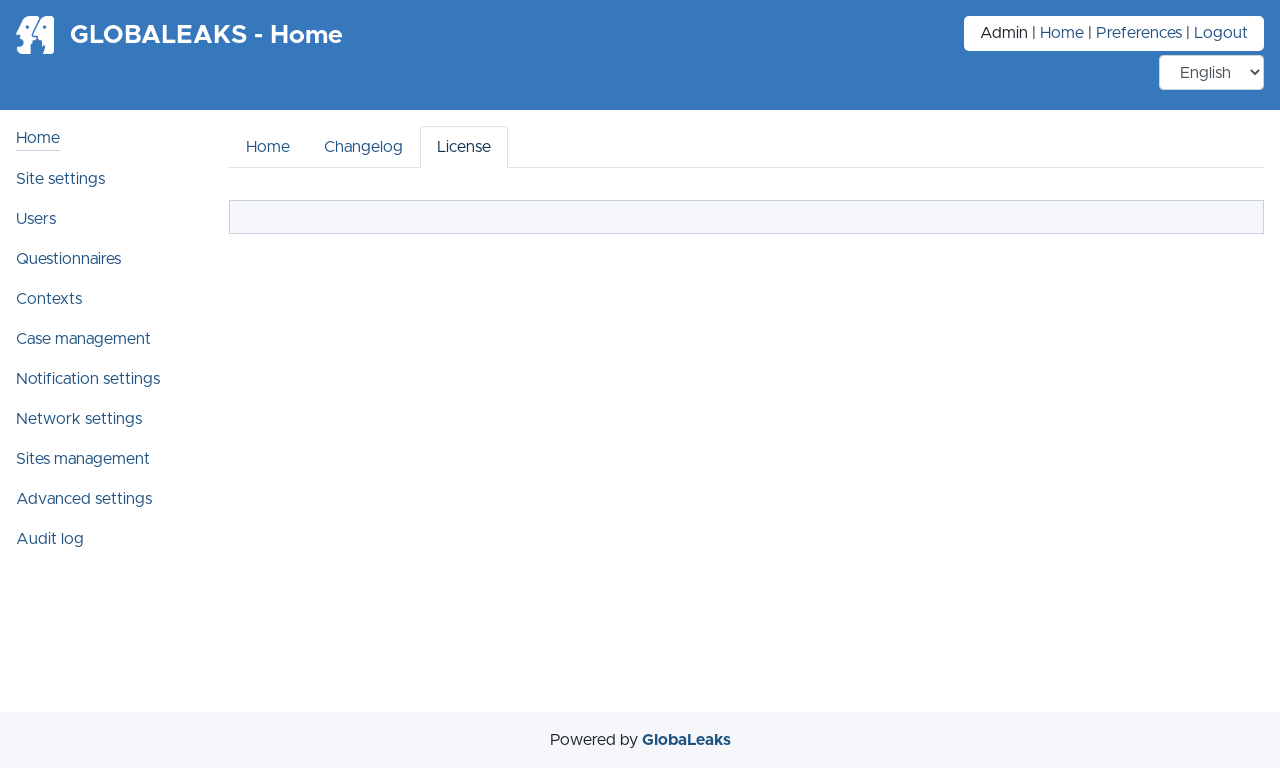 GLOBALEAKS - Home
Admin | Home | Preferences | Logout
English
Home
Site settings
Users
Questionnaires
Contexts
Case management
Notification settings
Network settings
Sites management
Advanced settings
Audit log
Home Changelog License
Powered by GlobaLeaks